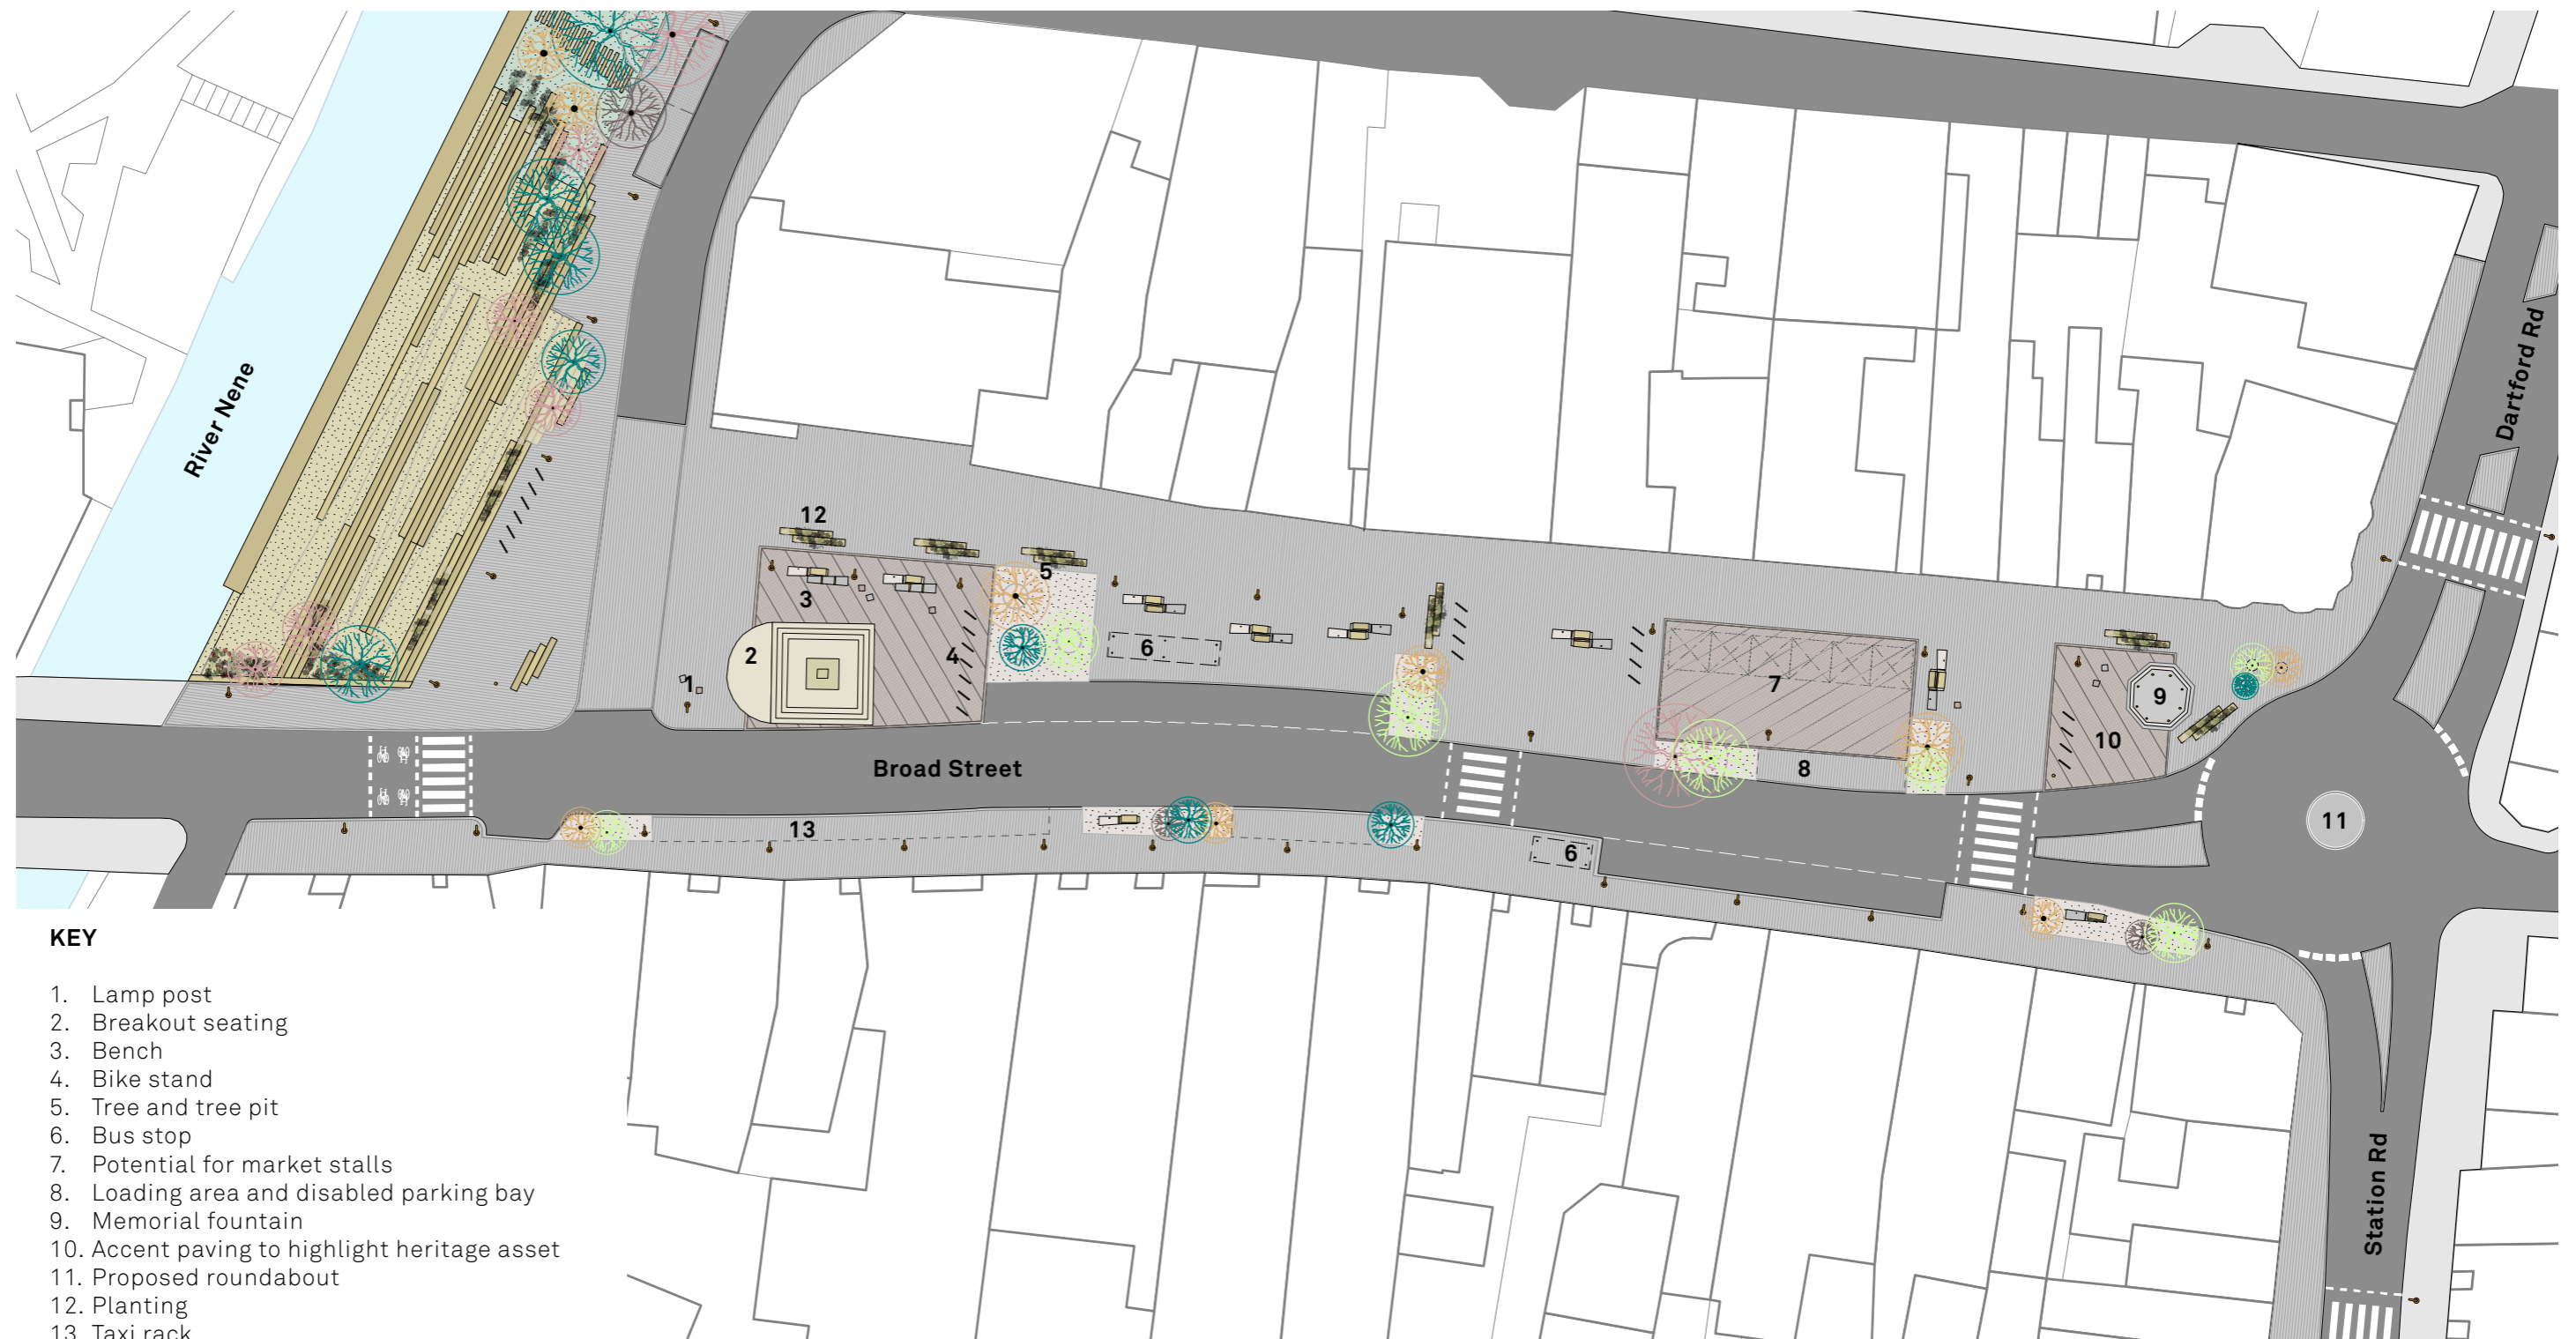 River Nene
Dartford Rd
12
5
3
6
2
4
1
7
9
10
8
Broad Street
11
13
6
Station Rd
KEY
1. Lamp post
2. Breakout seating
3. Bench
4. Bike stand
5. Tree and tree pit
6. Bus stop
7. Potential for market stalls
8. Loading area and disabled parking bay
9. Memorial fountain
10. Accent paving to highlight heritage asset
11. Proposed roundabout
12. Planting
13. Taxi rack